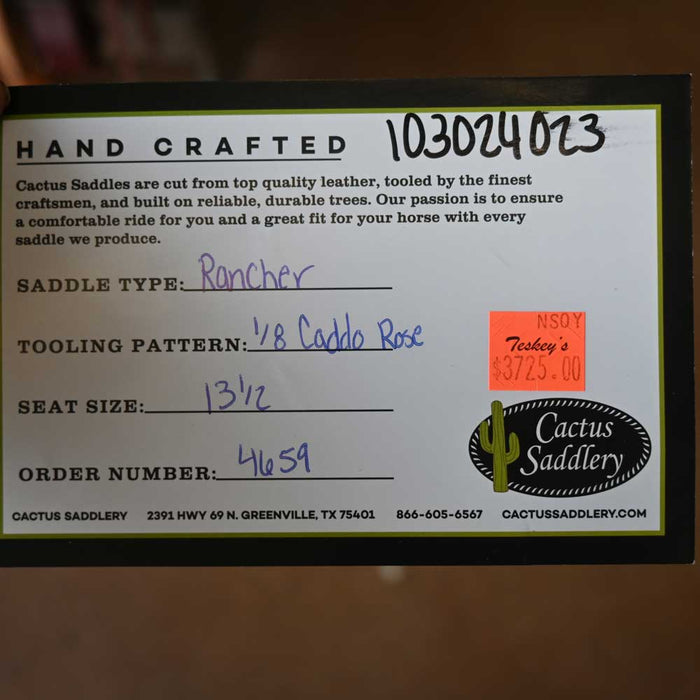 HAND CRAFTED 103024023
Cactus Saddles are cut from top quality leather, tooled by the finest
craftsmen, and built on reliable, durable trees. Our passion is to ensure
a comfortable ride for you and a great fit for your horse with every
saddle we produce.
SADDLE TYPE: Rancher
TOOLING PATTERN: 1/8 Caddo Rose
NSQY
Teskey's
$3725.00
SEAT SIZE: 13 1/2
Cactus
Saddlery
ORDER NUMBER: 4659
CACTUS SADDLERY 2391 HWY 69 N. GREENVILLE, TX 75401 866-605-6567 CACTUSSADDLERY.COM